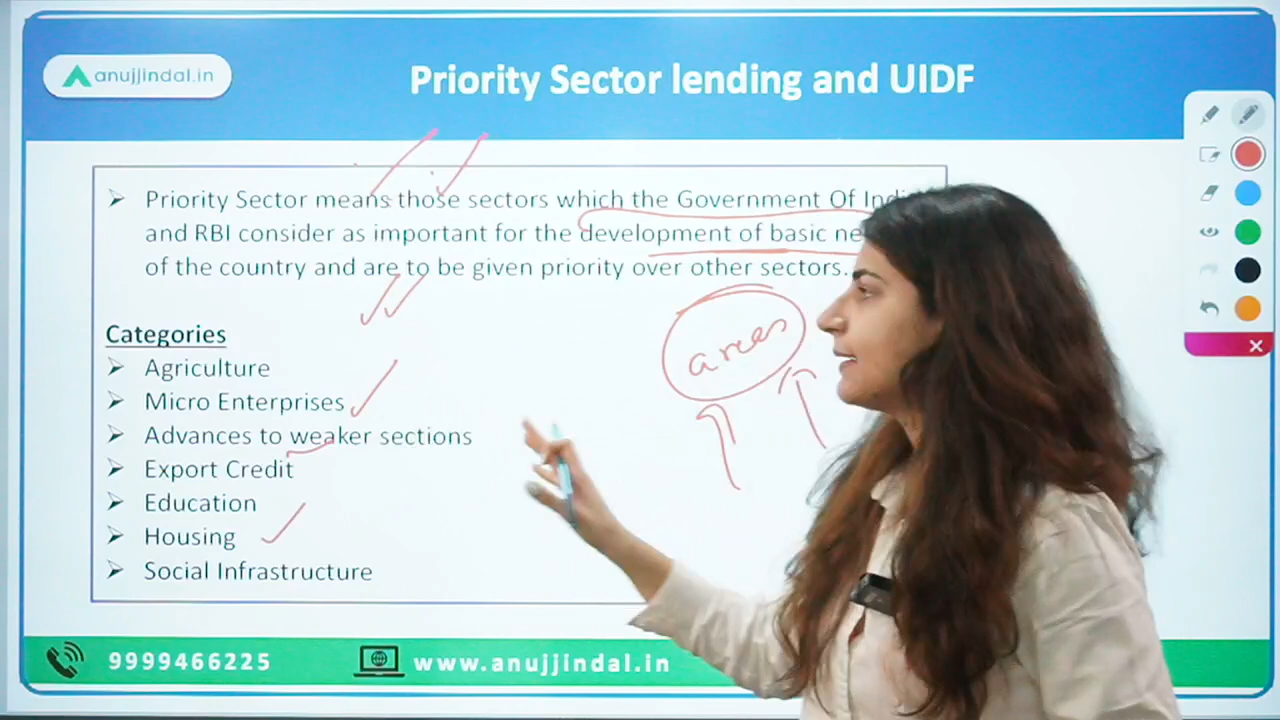 anujjindal.in
Priority Sector lending and UIDF
Priority Sector means those sectors which the Government Of
and RBI consider as important for the development of basic
of the country and are to be given priority over other sectors.
areas
Categories
Agriculture
Micro Enterprises
Advances to weaker sections
Export Credit
Education
Housing
Social Infrastructure
9999466225
www.anujjindal.in